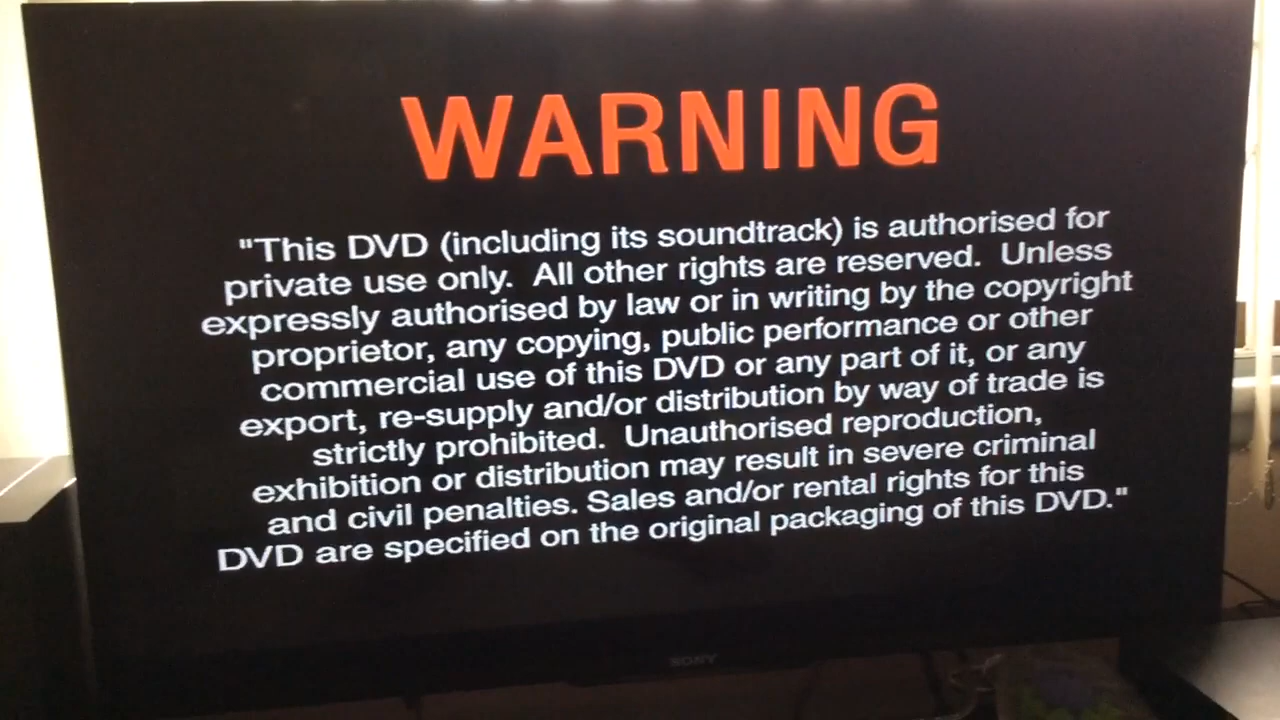 WARNING
"This DVD (including its soundtrack) is authorised for
private use only. All other rights are reserved. Unless
expressly authorised by law or in writing by the copyright
proprietor, any copying, public performance or other
commercial use of this DVD or any part of it, or any
export, re-supply and/or distribution by way of trade is
strictly prohibited. Unauthorised reproduction,
exhibition or distribution may result in severe criminal
and civil penalties. Sales and/or rental rights for this
DVD are specified on the original packaging of this DVD."
SONY